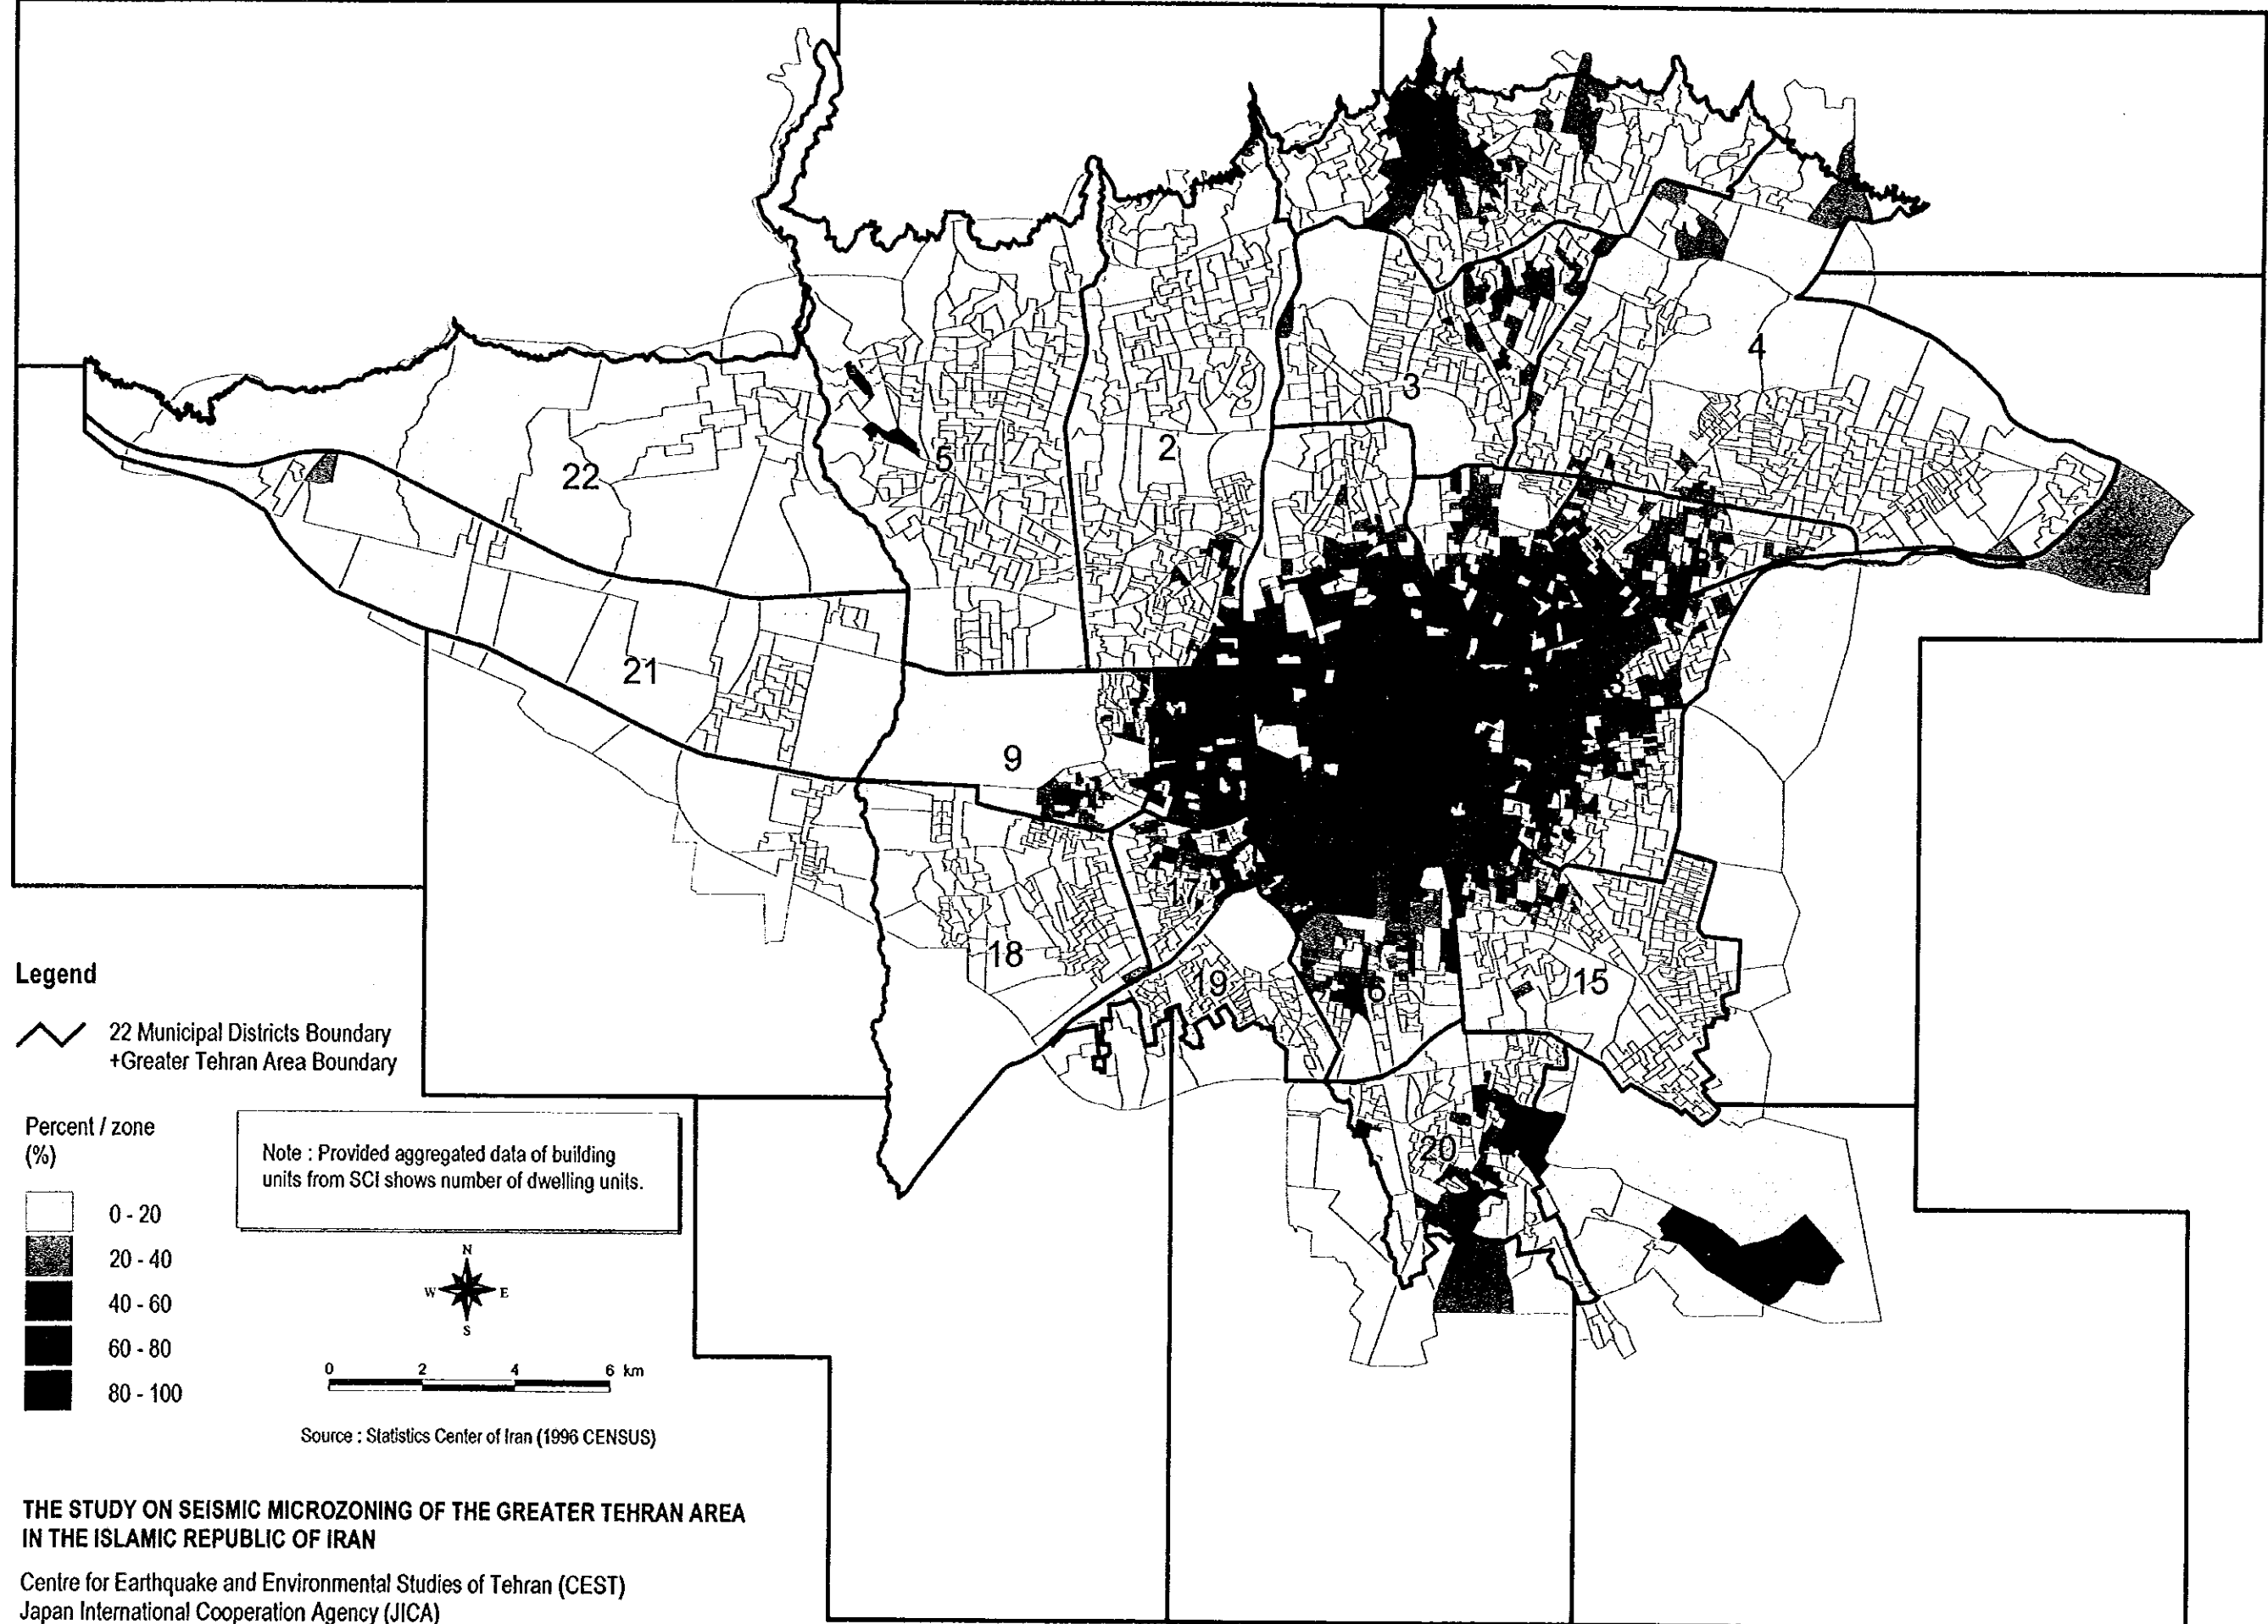 4
3
2
5
22
21
3
9
17
18
19
6
15
20
Legend
22 Municipal Districts Boundary
+Greater Tehran Area Boundary
Percent / zone
(%)
0 - 20
20 - 40
40 - 60
60 - 80
80 - 100
Note : Provided aggregated data of building
units from SCI shows number of dwelling units.
N
W E
S
0 2 4 6 km
Source : Statistics Center of Iran (1996 CENSUS)
THE STUDY ON SEISMIC MICROZONING OF THE GREATER TEHRAN AREA
IN THE ISLAMIC REPUBLIC OF IRAN
Centre for Earthquake and Environmental Studies of Tehran (CEST)
Japan International Cooperation Agency (JICA)